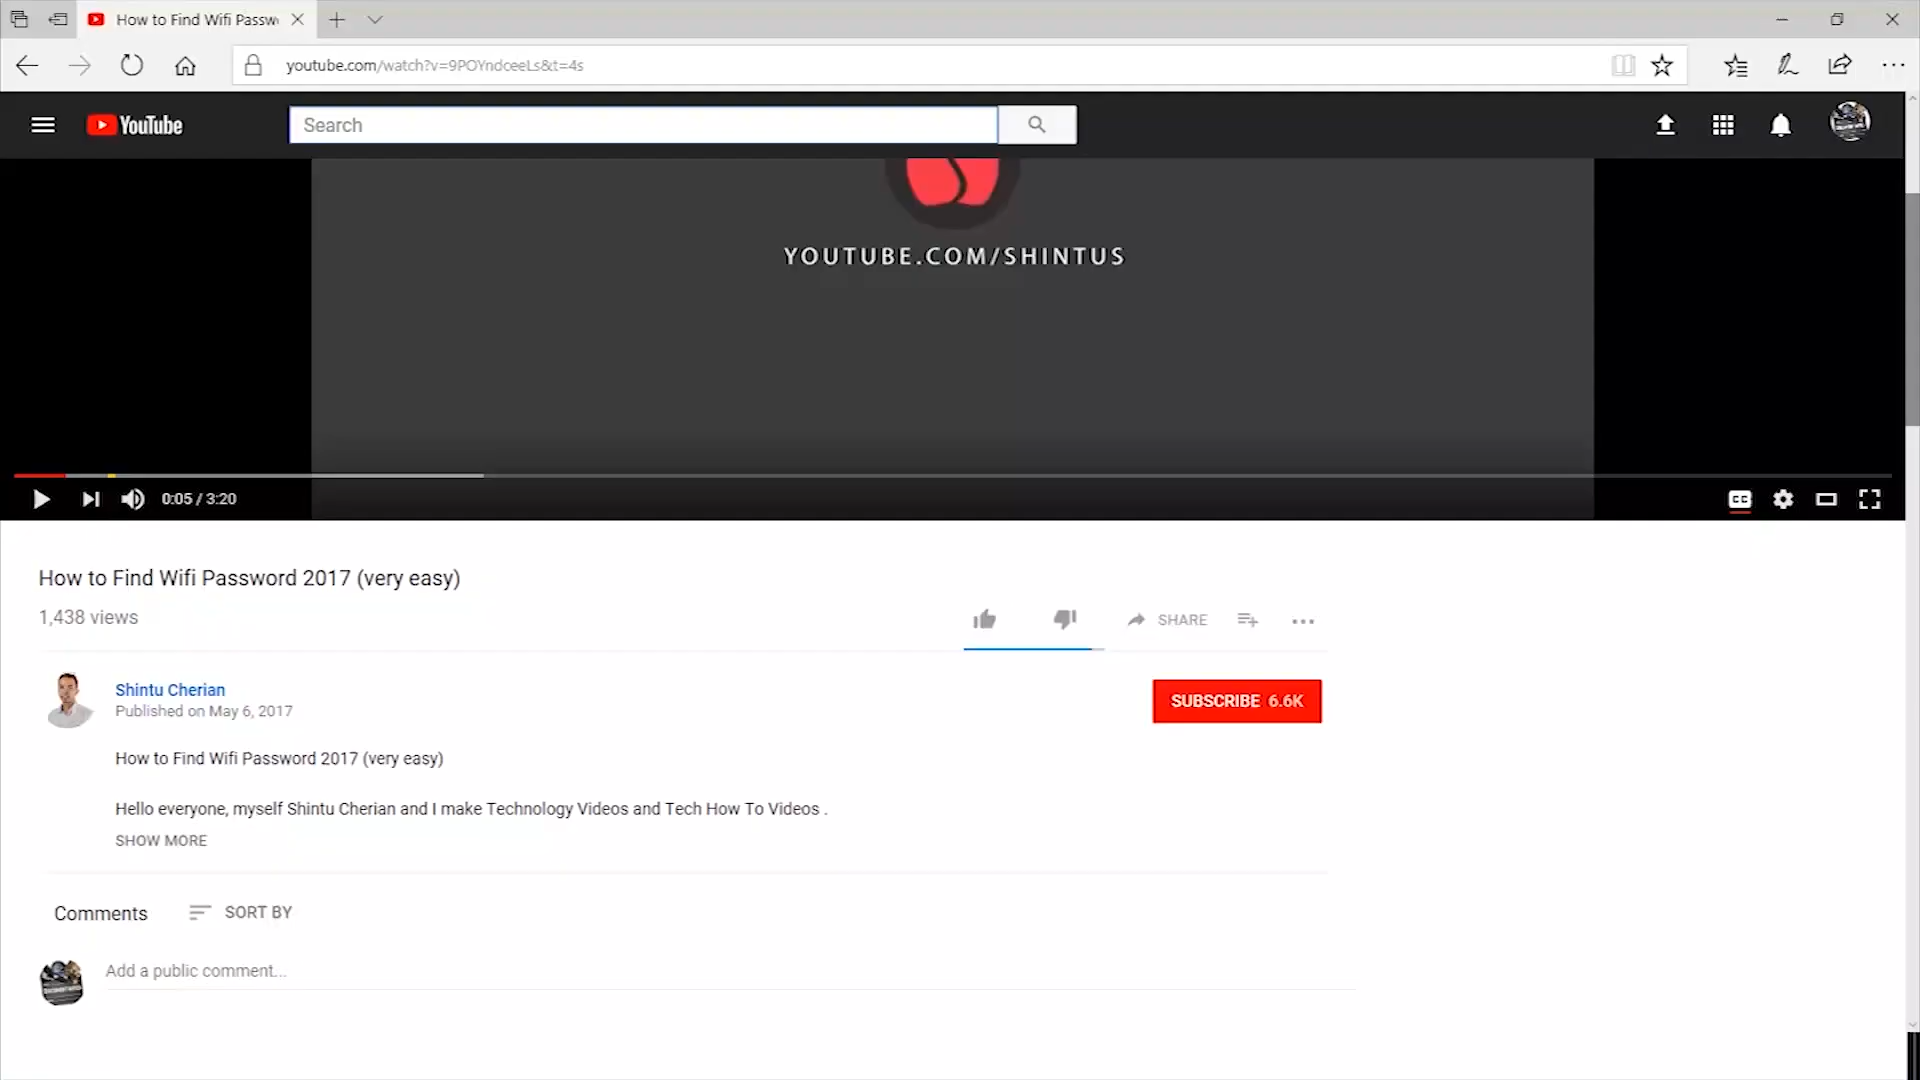 How to Find Wifi Passw
youtube.com/watch?v=9POYndceeLs&t=4s
YouTube
Search
YOUTUBE.COM/SHINTUS
0:05 / 3:20
CC
How to Find Wifi Password 2017 (very easy)
1,438 views
SHARE
Shintu Cherian
Published on May 6, 2017
SUBSCRIBE 6.6K
How to Find Wifi Password 2017 (very easy)
Hello everyone, myself Shintu Cherian and I make Technology Videos and Tech How To Videos .
SHOW MORE
Comments
SORT BY
Add a public comment...